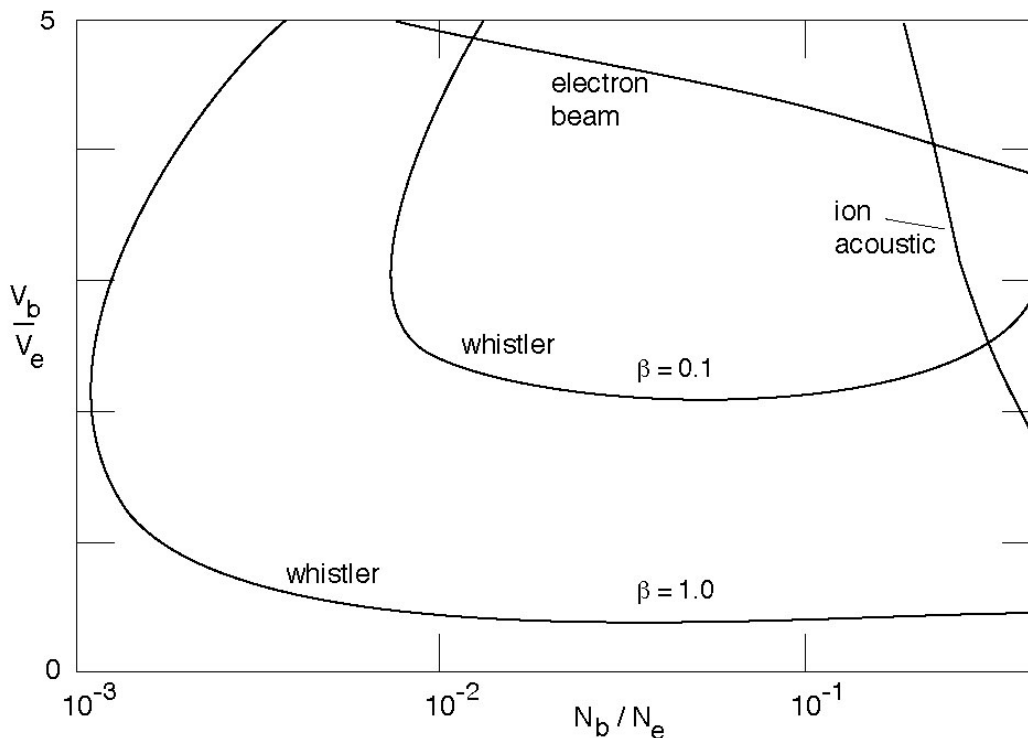 5
electron
beam
ion
acoustic
V_b
V_e
whistler
β = 0.1
whistler
β = 1.0
0
10^-3
10^-2
10^-1
N_b / N_e